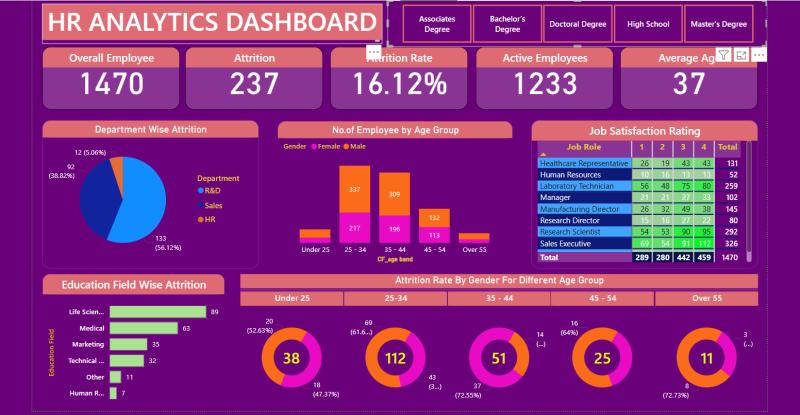 HR ANALYTICS DASHBOARD
Associates Degree
Bachelor's Degree
Doctoral Degree
High School
Master's Degree
Overall Employee
1470
Attrition
237
Attrition Rate
16.12%
Active Employees
1233
Average Ag
37
Department Wise Attrition
12 (5.06%)
92 (38.82%)
133 (56.12%)
Department
R&D
Sales
HR
No.of Employee by Age Group
Gender Female Male
337
217
309
196
132
113
Under 25 25 - 34 35 - 44 45 - 54 Over 55
CF_age band
Job Satisfaction Rating
Job Role 1 2 3 4 Total
Healthcare Representative 26 19 43 43 131
Human Resources 10 16 13 13 52
Laboratory Technician 56 48 75 80 259
Manager 21 21 27 33 102
Manufacturing Director 26 32 49 38 145
Research Director 15 16 27 22 80
Research Scientist 54 53 90 95 292
Sales Executive 69 54 91 112 326
Total 289 280 442 459 1470
Education Field Wise Attrition
Education Field
Life Scien... 89
Medical 63
Marketing 35
Technical ... 32
Other 11
Human R... 7
Attrition Rate By Gender For Different Age Group
Under 25 25-34 35 - 44 45 - 54 Over 55
20 (52.63%)
38
18 (47.37%)
69 (61.6...)
112
43 (3...)
14 (...)
51
37 (72.55%)
16 (64%)
25
3 (...)
11
8 (72.73%)